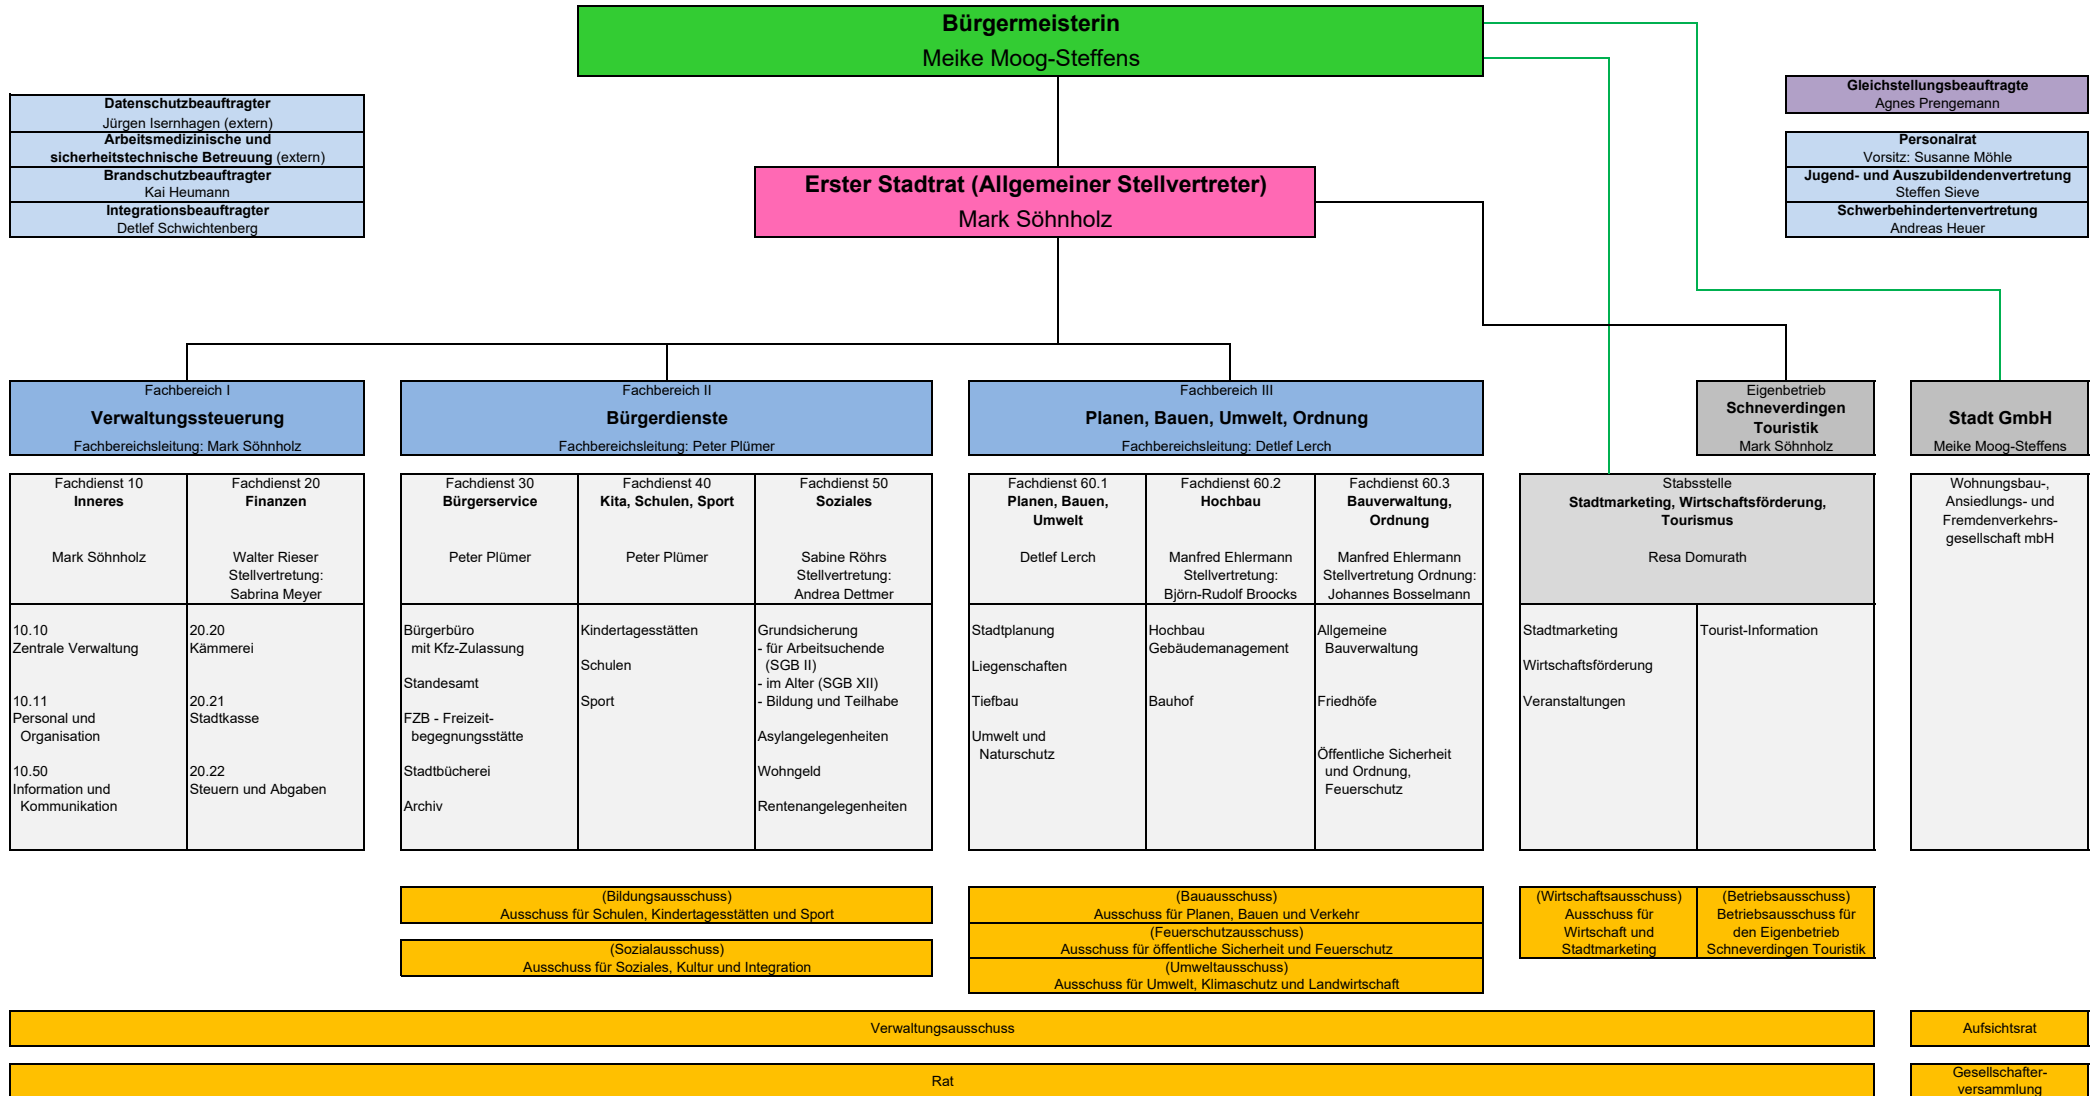 Bürgermeisterin
Meike Moog-Steffens
Datenschutzbeauftragter
Jürgen Isernhagen (extern)
Arbeitsmedizinische und
sicherheitstechnische Betreuung (extern)
Brandschutzbeauftragter
Kai Heumann
Integrationsbeauftragter
Detlef Schwichtenberg
Erster Stadtrat (Allgemeiner Stellvertreter)
Mark Söhnholz
Gleichstellungsbeauftragte
Agnes Prengemann
Personalrat
Vorsitz: Susanne Möhle
Jugend- und Auszubildendenvertretung
Steffen Sieve
Schwerbehindertenvertretung
Andreas Heuer
Fachbereich I
Verwaltungssteuerung
Fachbereichsleitung: Mark Söhnholz
Fachbereich II
Bürgerdienste
Fachbereichsleitung: Peter Plümer
Fachbereich III
Planen, Bauen, Umwelt, Ordnung
Fachbereichsleitung: Detlef Lerch
Eigenbetrieb
Schneverdingen
Touristik
Mark Söhnholz
Stadt GmbH
Meike Moog-Steffens
Fachdienst 10
Inneres
Mark Söhnholz
Fachdienst 20
Finanzen
Walter Rieser
Stellvertretung:
Sabrina Meyer
Fachdienst 30
Bürgerservice
Peter Plümer
Fachdienst 40
Kita, Schulen, Sport
Peter Plümer
Fachdienst 50
Soziales
Sabine Röhrs
Stellvertretung:
Andrea Dettmer
Fachdienst 60.1
Planen, Bauen,
Umwelt
Detlef Lerch
Fachdienst 60.2
Hochbau
Manfred Ehlermann
Stellvertretung:
Björn-Rudolf Broocks
Fachdienst 60.3
Bauverwaltung,
Ordnung
Manfred Ehlermann
Stellvertretung Ordnung:
Johannes Bosselmann
Stabsstelle
Stadtmarketing, Wirtschaftsförderung,
Tourismus
Resa Domurath
Wohnungsbau-,
Ansiedlungs- und
Fremdenverkehrs-
gesellschaft mbH
10.10
Zentrale Verwaltung
10.11
Personal und
Organisation
10.50
Information und
Kommunikation
20.20
Kämmerei
20.21
Stadtkasse
20.22
Steuern und Abgaben
Bürgerbüro
mit Kfz-Zulassung
Standesamt
FZB - Freizeit-
begegnungsstätte
Stadtbücherei
Archiv
Kindertagesstätten
Schulen
Sport
Grundsicherung
- für Arbeitsuchende
(SGB II)
- im Alter (SGB XII)
- Bildung und Teilhabe
Asylangelegenheiten
Wohngeld
Rentenangelegenheiten
Stadtplanung
Liegenschaften
Tiefbau
Umwelt und
Naturschutz
Hochbau
Gebäudemanagement
Bauhof
Allgemeine
Bauverwaltung
Friedhöfe
Öffentliche Sicherheit
und Ordnung,
Feuerschutz
Stadtmarketing
Wirtschaftsförderung
Veranstaltungen
Tourist-Information
(Bildungsausschuss)
Ausschuss für Schulen, Kindertagesstätten und Sport
(Sozialausschuss)
Ausschuss für Soziales, Kultur und Integration
(Bauausschuss)
Ausschuss für Planen, Bauen und Verkehr
(Feuerschutzausschuss)
Ausschuss für öffentliche Sicherheit und Feuerschutz
(Umweltausschuss)
Ausschuss für Umwelt, Klimaschutz und Landwirtschaft
(Wirtschaftsausschuss)
Ausschuss für
Wirtschaft und
Stadtmarketing
(Betriebsausschuss)
Betriebsausschuss für
den Eigenbetrieb
Schneverdingen Touristik
Verwaltungsausschuss
Aufsichtsrat
Rat
Gesellschafter-
versammlung